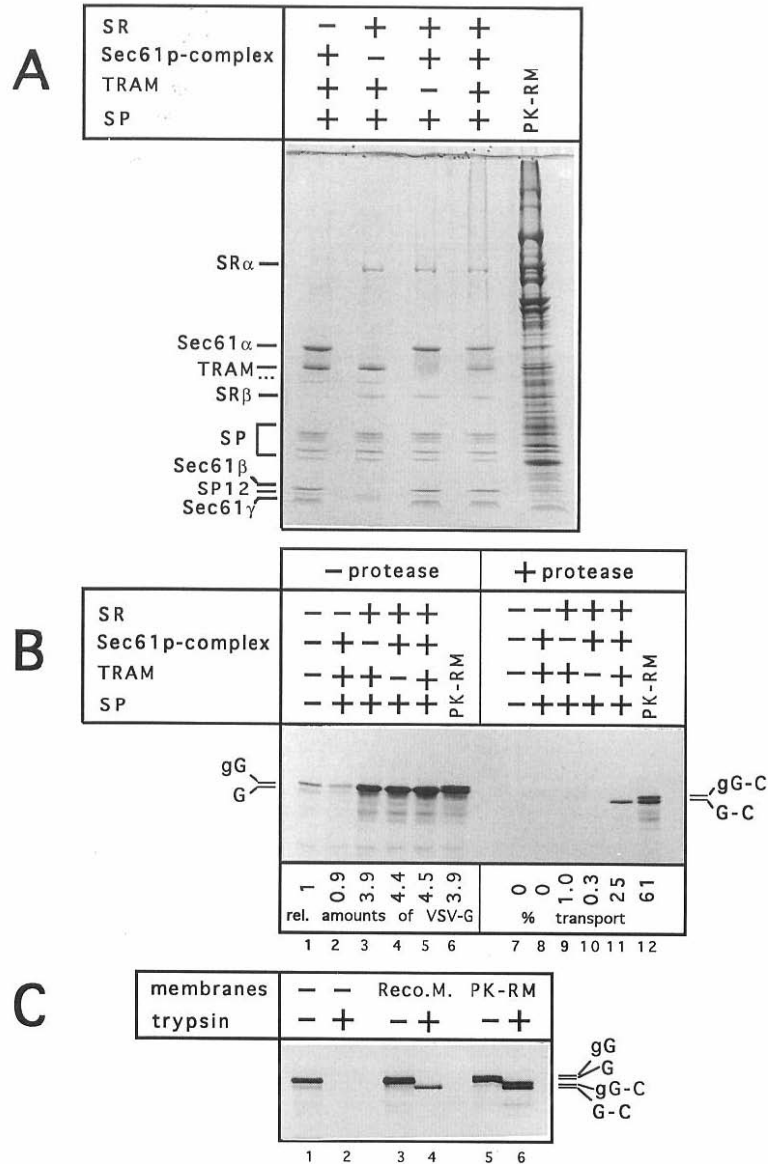 A
SR − + + +
Sec61p-complex + − + +
TRAM + + − +
SP + + + +
PK-RM
SRα
Sec61α
TRAM
...
SRβ
SP
Sec61β
SP12
Sec61γ
B
− protease + protease
SR − − + + + − − + + +
Sec61p-complex − + − + + − + − + +
TRAM − + + − + − + + − +
SP − + + + + − + + + +
PK-RM PK-RM
gG
G
gG-C
G-C
1 0.9 3.9 4.4 4.5 3.9 0 0 1.0 0.3 25 61
rel. amounts of VSV-G % transport
1 2 3 4 5 6 7 8 9 10 11 12
C
membranes − − Reco.M. PK-RM
trypsin − + − + − +
gG
G
gG-C
G-C
1 2 3 4 5 6